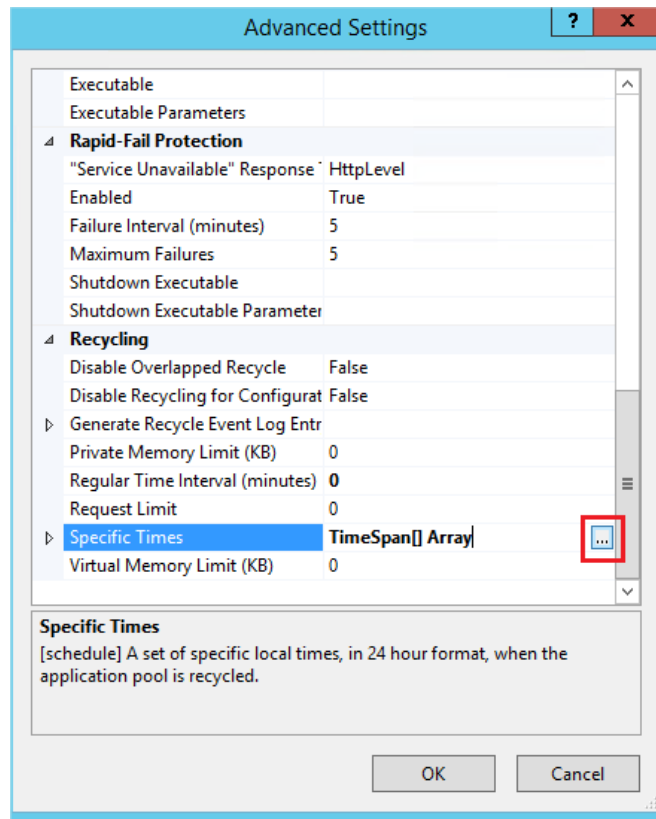 Advanced Settings
?
x
Executable
Executable Parameters
Rapid-Fail Protection
"Service Unavailable" Response T HttpLevel
Enabled True
Failure Interval (minutes) 5
Maximum Failures 5
Shutdown Executable
Shutdown Executable Parameter
Recycling
Disable Overlapped Recycle False
Disable Recycling for Configurat False
Generate Recycle Event Log Entr
Private Memory Limit (KB) 0
Regular Time Interval (minutes) 0
Request Limit 0
Specific Times TimeSpan[] Array ...
Virtual Memory Limit (KB) 0
Specific Times
[schedule] A set of specific local times, in 24 hour format, when the
application pool is recycled.
OK Cancel